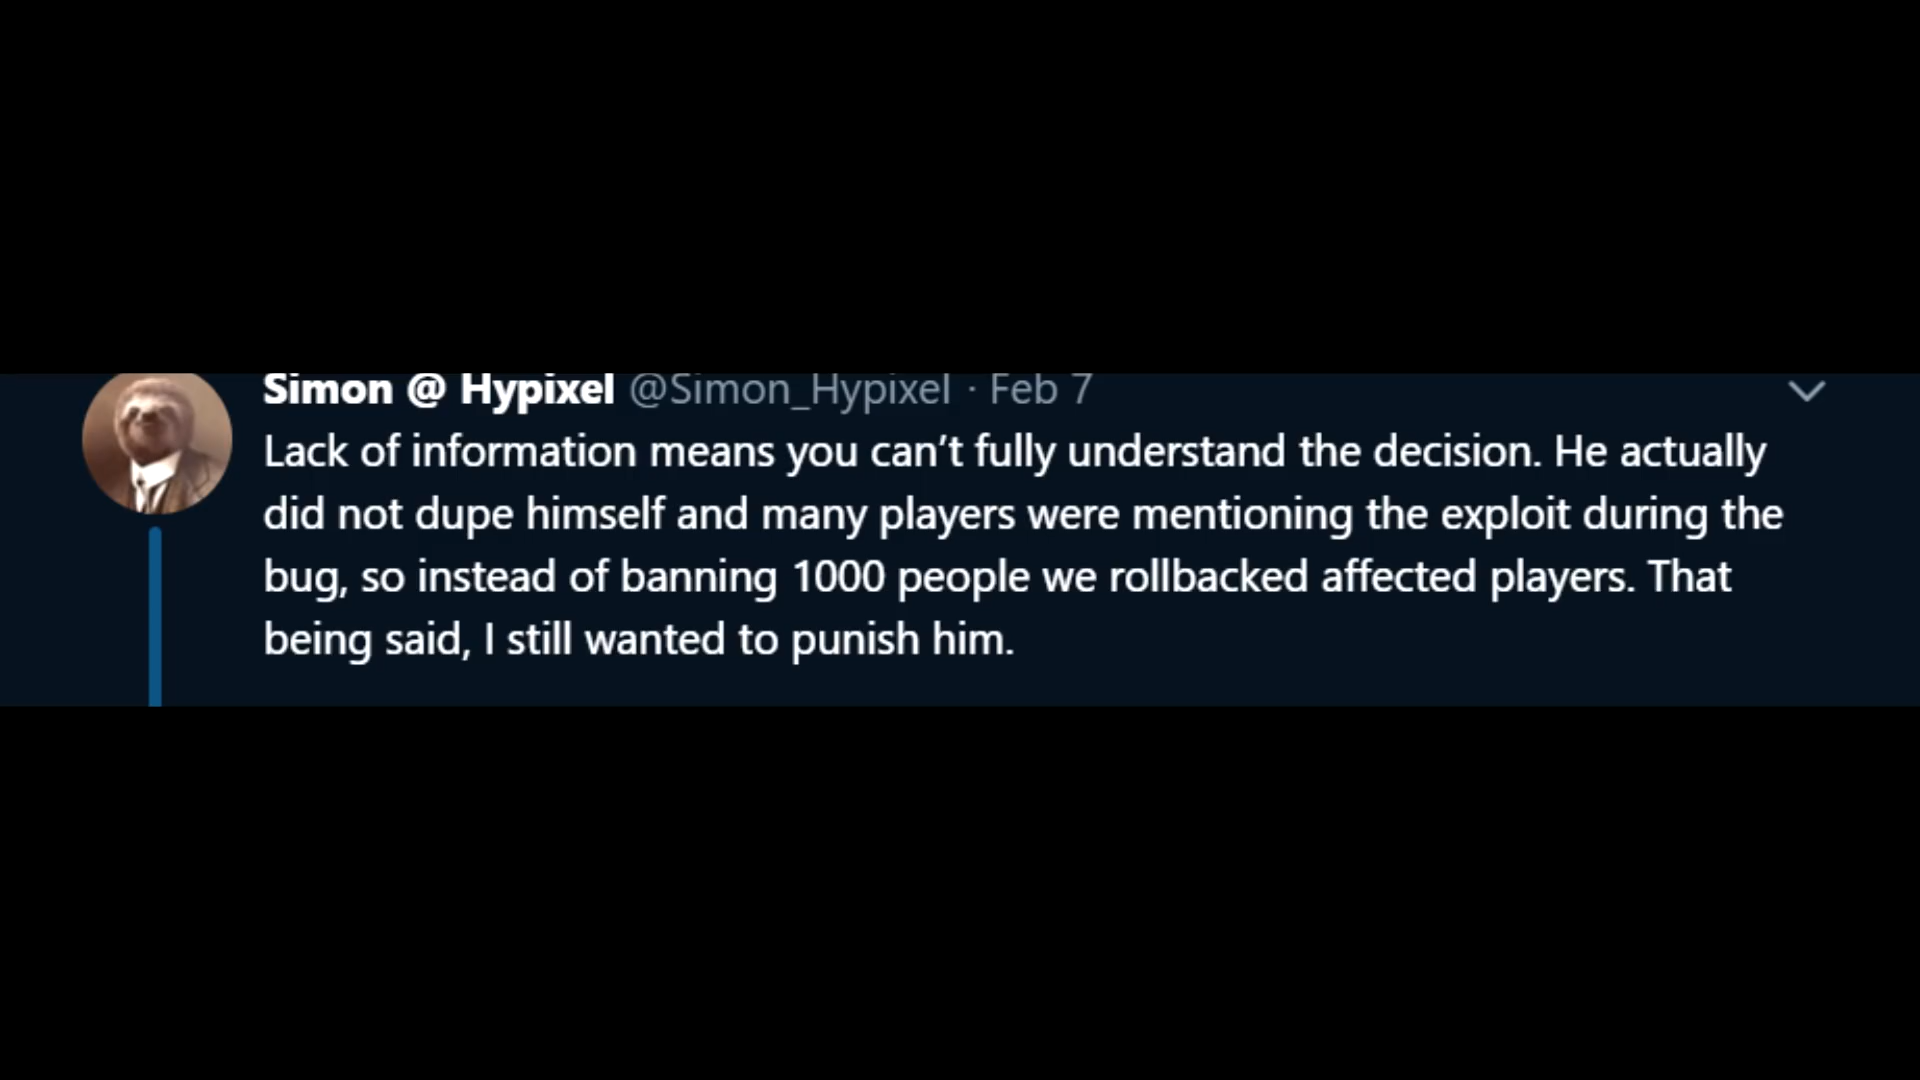 Simon @ Hypixel @Simon_Hypixel · Feb 7
Lack of information means you can’t fully understand the decision. He actually
did not dupe himself and many players were mentioning the exploit during the
bug, so instead of banning 1000 people we rollbacked affected players. That
being said, I still wanted to punish him.